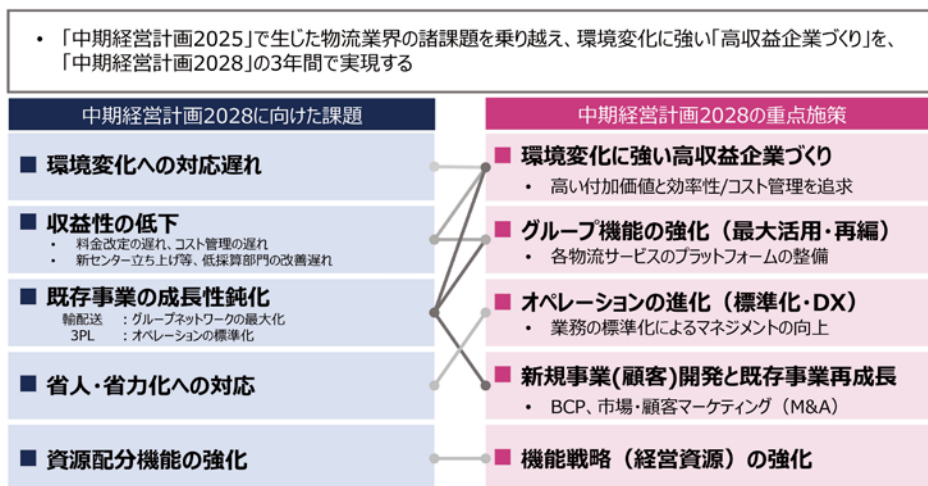 • 「中期経営計画2025」で生じた物流業界の諸課題を乗り越え、環境変化に強い「高収益企業づくり」を、
「中期経営計画2028」の3年間で実現する
中期経営計画2028に向けた課題
■ 環境変化への対応遅れ
■ 収益性の低下
• 料金改定の遅れ、コスト管理の遅れ
• 新センター立ち上げ等、低採算部門の改善遅れ
■ 既存事業の成長性鈍化
輸配送 ：グループネットワークの最大化
3PL ：オペレーションの標準化
■ 省人・省力化への対応
■ 資源配分機能の強化
中期経営計画2028の重点施策
■ 環境変化に強い高収益企業づくり
• 高い付加価値と効率性/コスト管理を追求
■ グループ機能の強化（最大活用・再編）
• 各物流サービスのプラットフォームの整備
■ オペレーションの進化（標準化・DX）
• 業務の標準化によるマネジメントの向上
■ 新規事業(顧客)開発と既存事業再成長
• BCP、市場・顧客マーケティング（M&A）
■ 機能戦略（経営資源）の強化